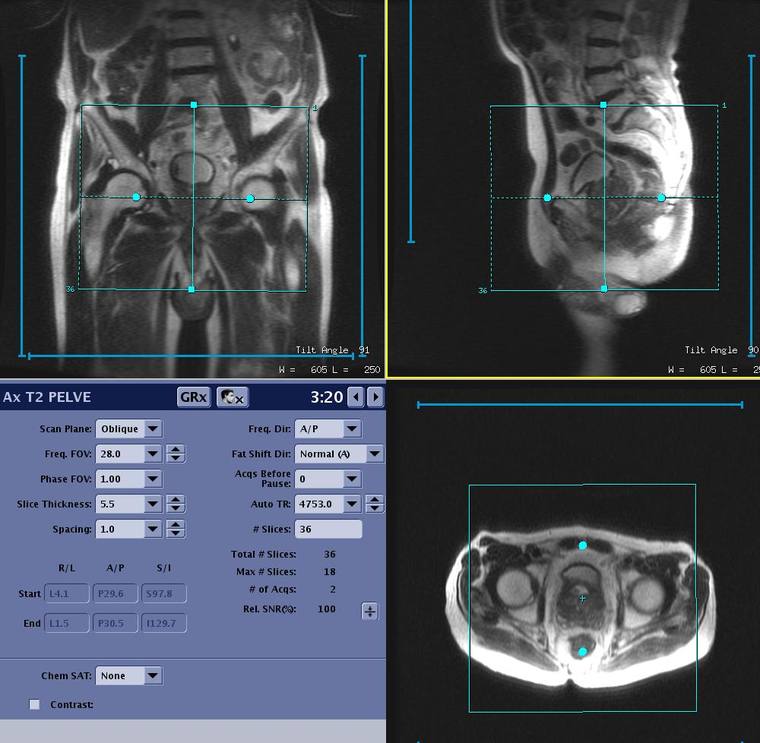 1
36
Tilt Angle 91
W = 605 L = 250
1
36
Tilt Angle 90
W = 605 L = 25
Ax T2 PELVE GRx 3:20
Scan Plane: Oblique Freq. Dir: A/P
Freq. FOV: 28.0 Fat Shift Dir: Normal (A)
Phase FOV: 1.00 Acqs Before Pause: 0
Slice Thickness: 5.5 Auto TR: 4753.0
Spacing: 1.0 # Slices: 36
Total # Slices: 36
R/L A/P S/I Max # Slices: 18
Start L4.1 P29.6 S97.8 # of Acqs: 2
Rel. SNR(%): 100
End L1.5 P30.5 I129.7
Chem SAT: None
Contrast: